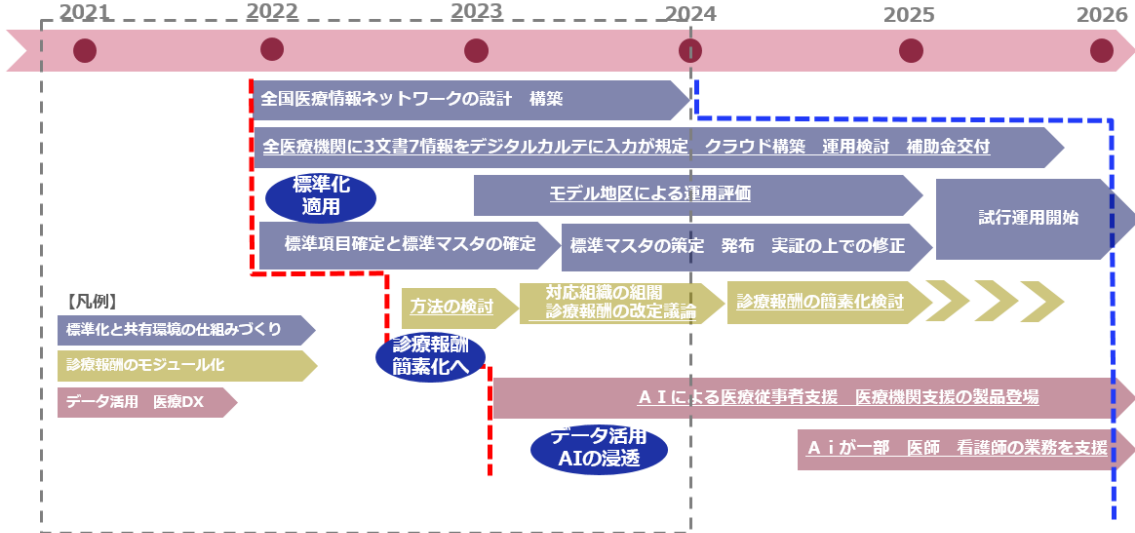 2021 2022 2023 2024 2025 2026
全国医療情報ネットワークの設計 構築
全医療機関に3文書7情報をデジタルカルテに入力が規定 クラウド構築 運用検討 補助金交付
標準化
適用
モデル地区による運用評価
試行運用開始
標準項目確定と標準マスタの確定
標準マスタの策定 発布 実証の上での修正
【凡例】
標準化と共有環境の仕組みづくり
診療報酬のモジュール化
データ活用 医療DX
方法の検討
対応組織の組閣
診療報酬の改定議論
診療報酬の簡素化検討
診療報酬
簡素化へ
AIによる医療従事者支援 医療機関支援の製品登場
データ活用
AIの浸透
Aiが一部 医師 看護師の業務を支援